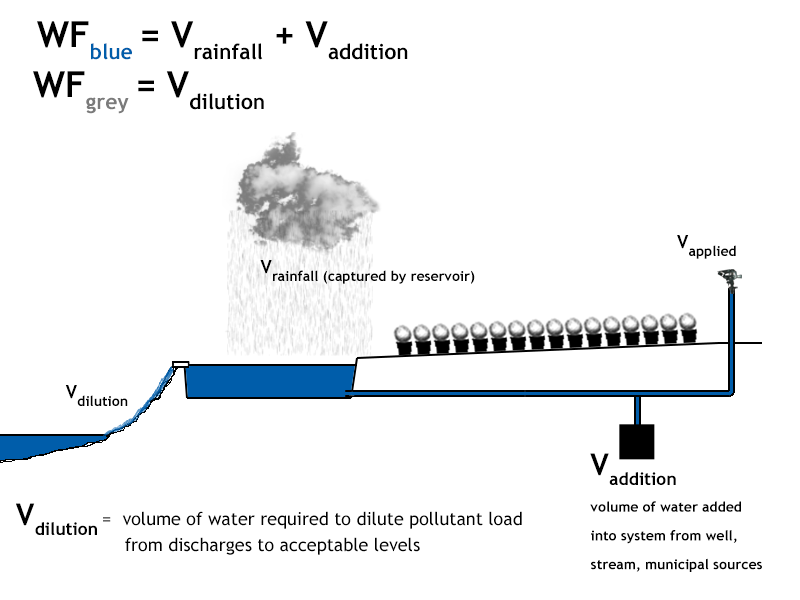 WFblue = Vrainfall + Vaddition
WFgrey = Vdilution
Vapplied
Vrainfall (captured by reservoir)
Vdilution
Vaddition
volume of water added
into system from well,
stream, municipal sources
Vdilution = volume of water required to dilute pollutant load
from discharges to acceptable levels